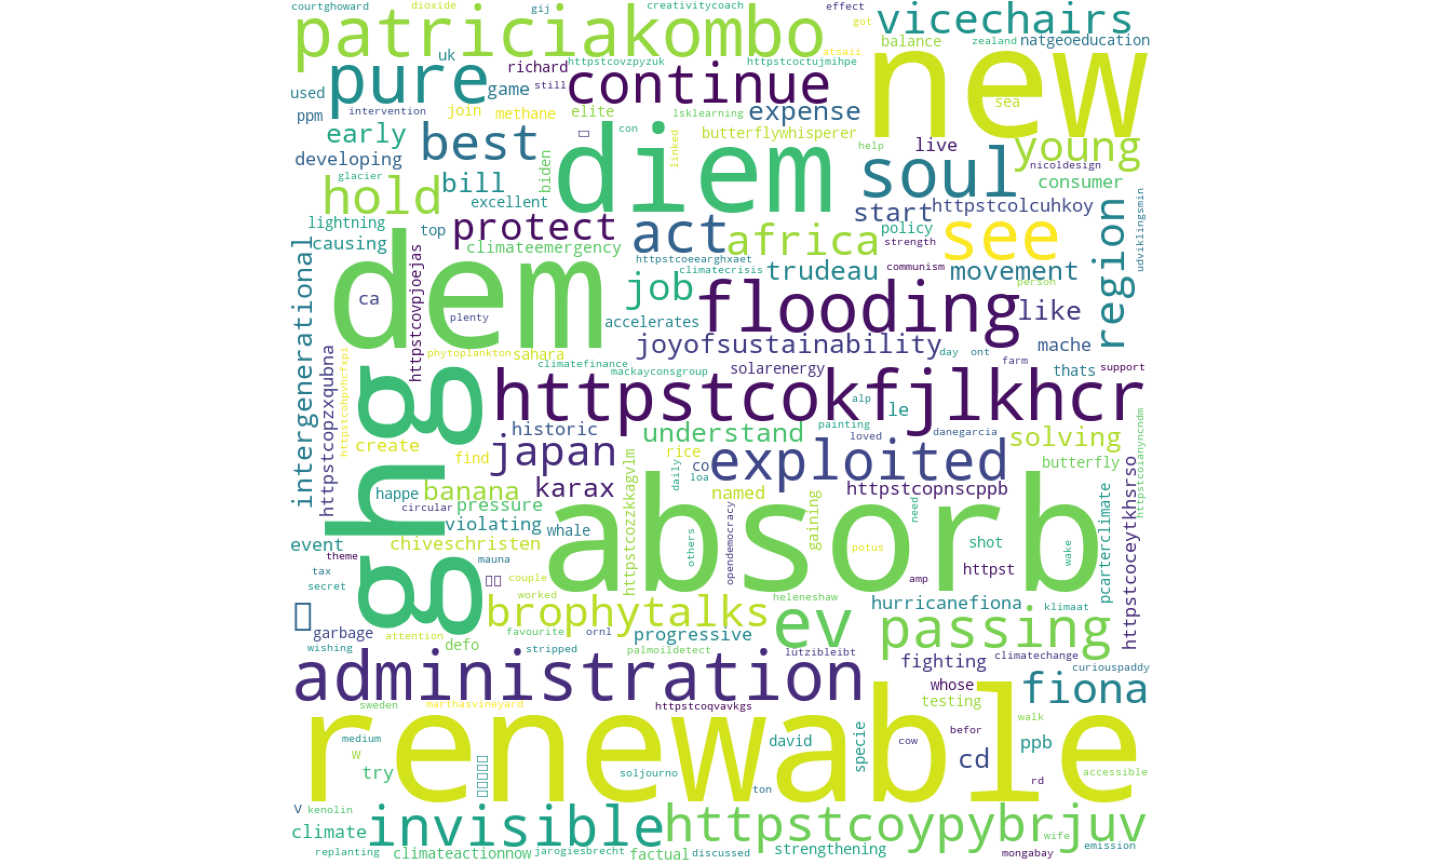 courtghoward dioxide gij creativitycoach effect
patriciakombo vicechairs
got
new
uk atsaii balance zealand natgeoeducation
pure richard httpstcovzpyzuk httpstcoctujmihpe
used game still continue
sea
ppm intervention join methane elite lsklearning expense
early best con butterflywhisperer young
diem linked help live
developing soul nicoldesign
glacier hold bill biden consumer
excellent start httpstcolcuhkoy
lightning top protect act africa policy see
causing climateemergency strength region udviklingsmin
httpstcoeearghxaet
intergenerational dem httpstcovpjoejas climatecrisis trudeau communism movement
ca job person
plenty flooding like
accelerates
joyofsustainability mache
phytoplankton sahara day ont
httpstcopzxqubna httpstcohpvhcfxpi climatefinance solarenergy farm thats support
mackayconsgroup
ghg httpstcokfjlkhcr
alp le
historic painting
create japan understand loved danegarcia solving
find rice co exploited butterfly
happe banana karax daily loa named httpstcopnscppb
circular pressure httpstcozzkkagvlm
violating whale absorb gaining need httpstcoianyncndm
event chiveschristen others opendemocracy potus shot wake pcarterclimate httpstcoceytkhsrso
theme mauna
tax couple amp httpst
secret worked heleneshaw hurricanefiona klimaat
brophytalks ev passing
garbage attention favourite ornl progressive
wishing defo stripped palmoildetect lutzibleibt
administration fighting climatechange curiouspaddy
whose fiona
sweden marthasvineyard httpstcoqvavkgs testing
renewable walk
medium david specie cow befor ppb
w cd
try soljourno rd accessible
ton
v kenolin
climate invisible httpstcoypybrjuv
wife
replanting climateactionnow jarogiesbrecht factual discussed strengthening mongabay emission